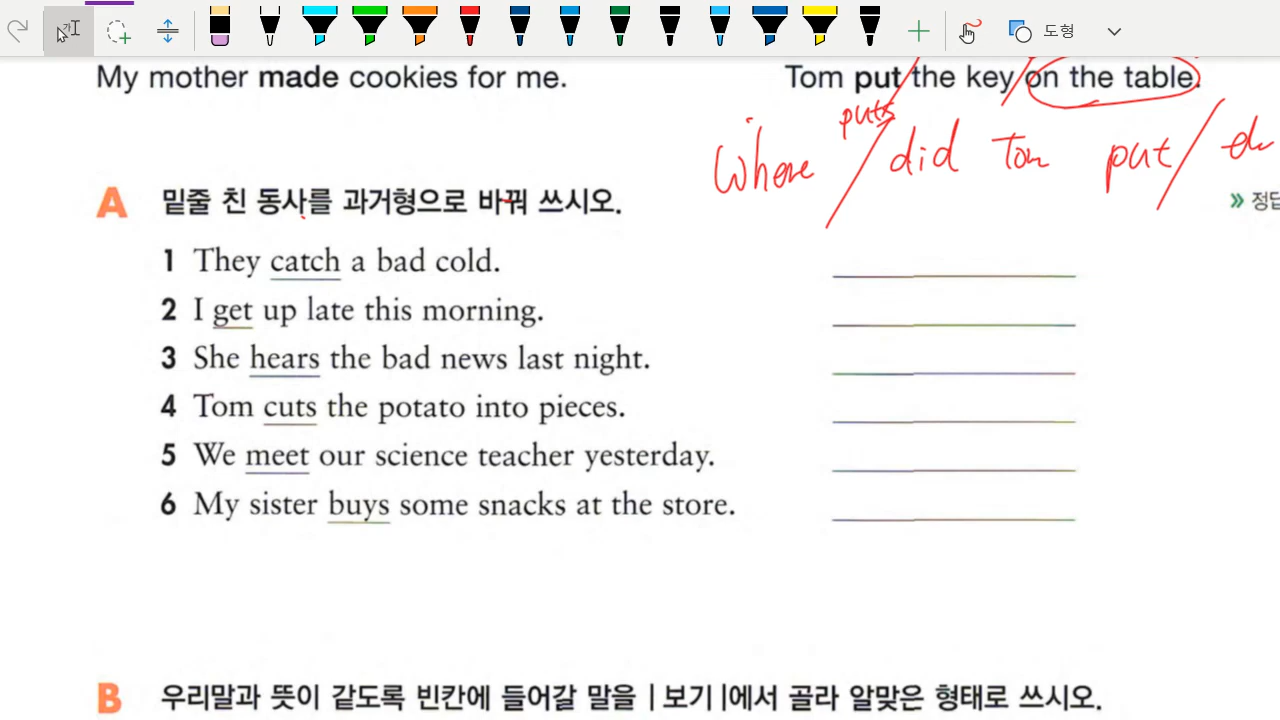 가
도형
My mother made cookies for me.
Tom put the key on the table.
puts
Where did Tom put
A 밑줄 친 동사를 과거형으로 바꿔 쓰시오.
» 정답
1 They catch a bad cold.
2 I get up late this morning.
3 She hears the bad news last night.
4 Tom cuts the potato into pieces.
5 We meet our science teacher yesterday.
6 My sister buys some snacks at the store.
B 우리말과 뜻이 같도록 빈칸에 들어갈 말을 |보기|에서 골라 알맞은 형태로 쓰시오.